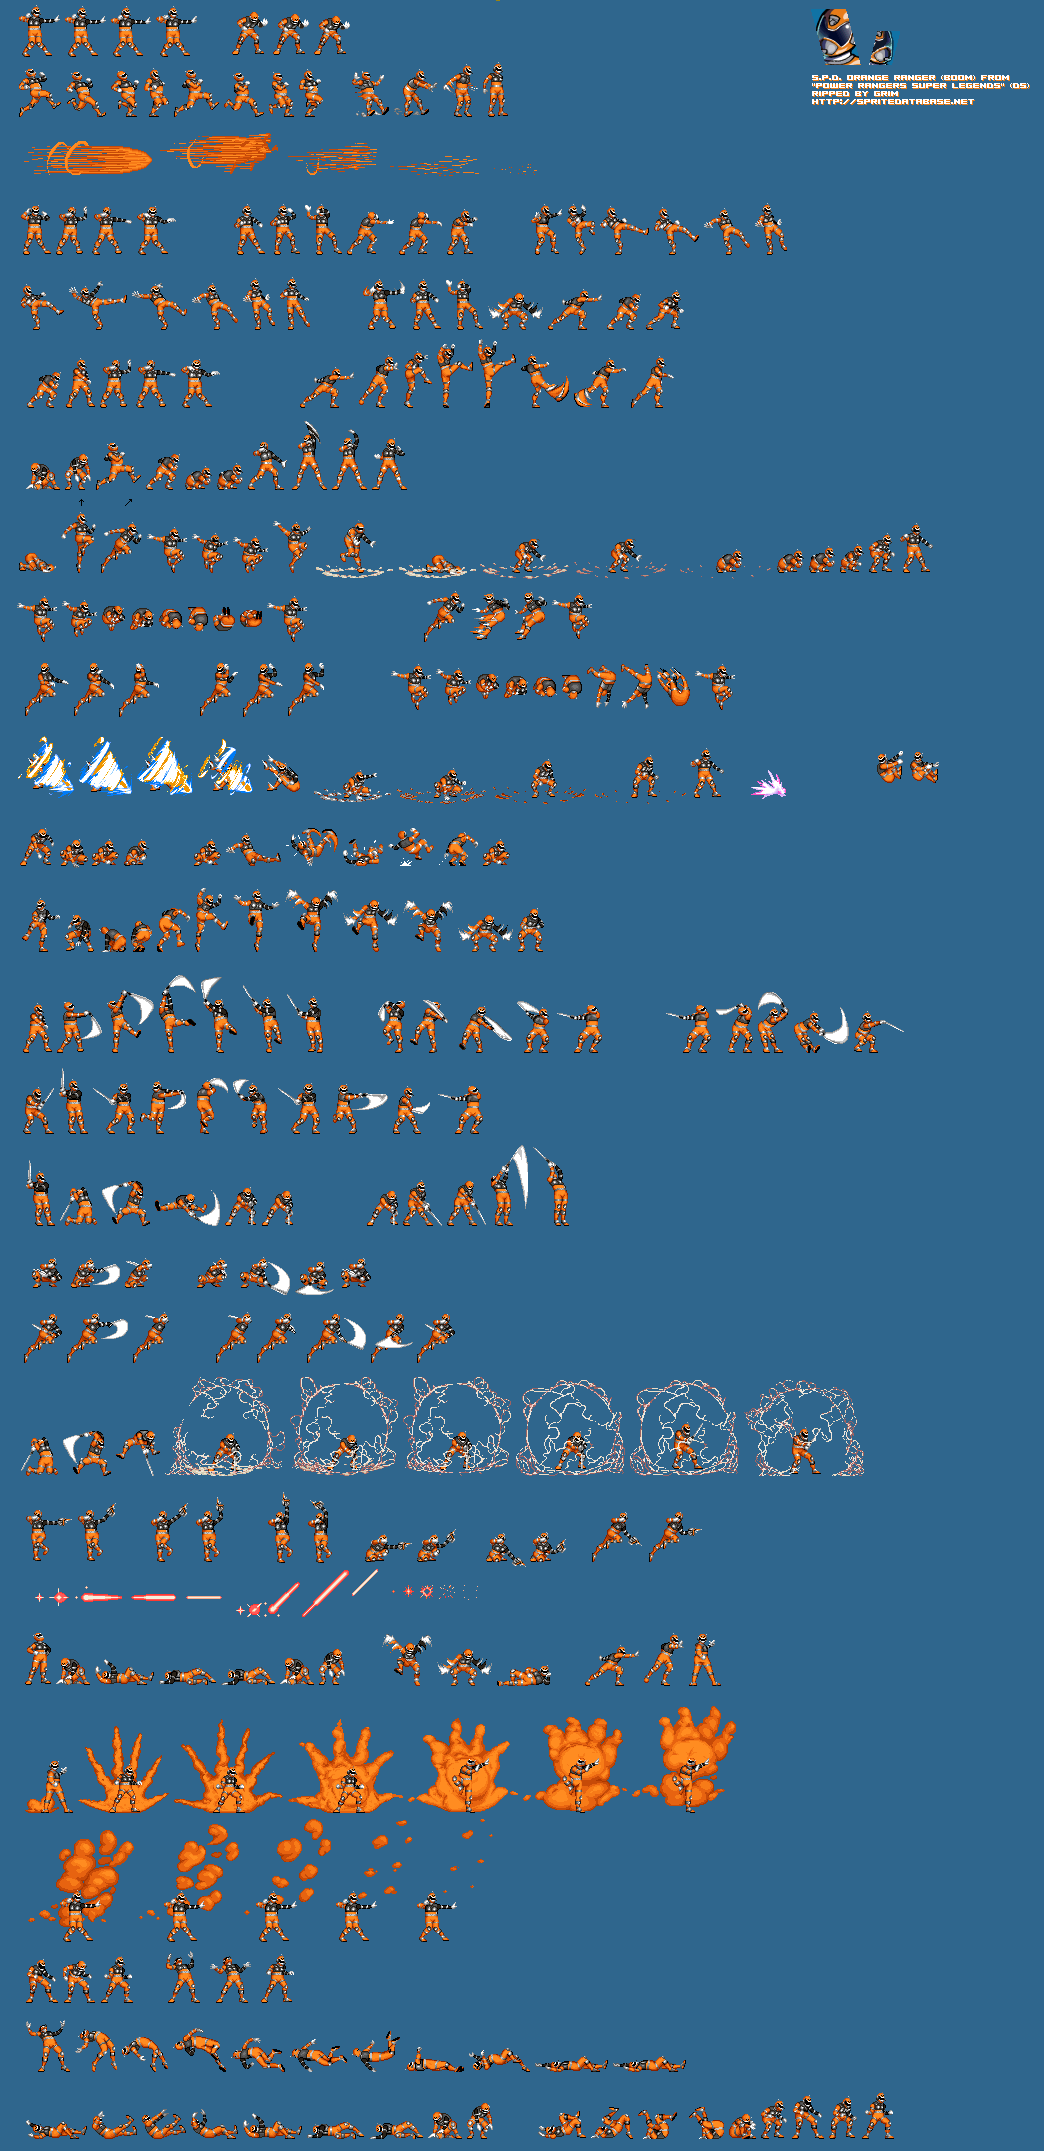 S.P.D. ORANGE RANGER (BOOM) FROM
"POWER RANGERS SUPER LEGENDS" (DS)
RIPPED BY GRIM
HTTP://SPRITEDATABASE.NET